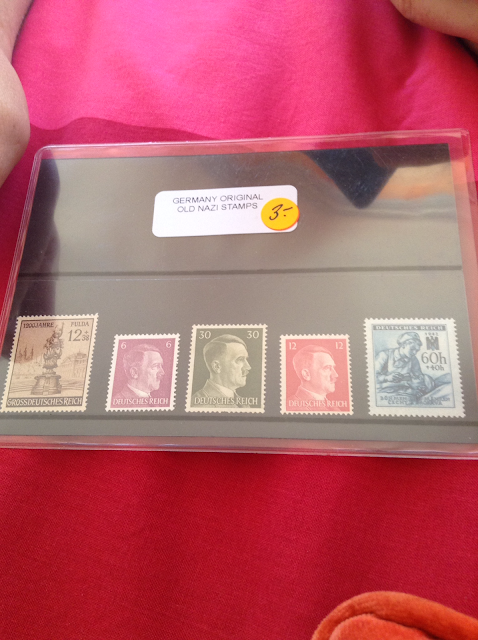 GERMANY ORIGINAL
OLD NAZI STAMPS
3.-
1200 JAHRE FULDA
12+
38
GROSSDEUTSCHES REICH
6 6
DEUTSCHES REICH
30 30
DEUTSCHES REICH
12 12
DEUTSCHES REICH
DEUTSCHES REICH
60h
+40h